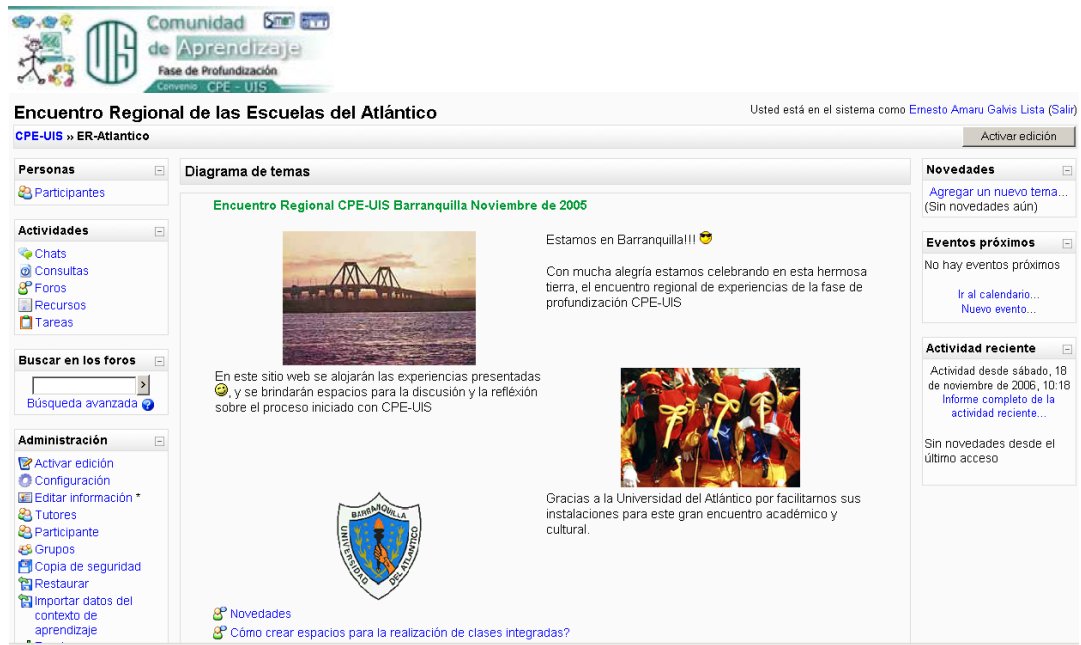 Comunidad
de Aprendizaje
Fase de Profundización
Convenio CPE - UIS
UIS
Encuentro Regional de las Escuelas del Atlántico
Usted está en el sistema como Ernesto Amaru Galvis Lista (Salir)
CPE-UIS » ER-Atlantico
Activar edición
Personas
Participantes
Actividades
Chats
Consultas
Foros
Recursos
Tareas
Buscar en los foros
>
Búsqueda avanzada ?
Administración
Activar edición
Configuración
Editar información *
Tutores
Participante
Grupos
Copia de seguridad
Restaurar
Importar datos del
contexto de
aprendizaje
Diagrama de temas
Encuentro Regional CPE-UIS Barranquilla Noviembre de 2005
Estamos en Barranquilla!!!
Con mucha alegría estamos celebrando en esta hermosa
tierra, el encuentro regional de experiencias de la fase de
profundización CPE-UIS
En este sitio web se alojarán las experiencias presentadas
, y se brindarán espacios para la discusión y la refléxión
sobre el proceso iniciado con CPE-UIS
Gracias a la Universidad del Atlántico por facilitarnos sus
instalaciones para este gran encuentro académico y
cultural.
BARRANQUILLA
UNIVERSIDAD
DEL ATLANTICO
Novedades
Cómo crear espacios para la realización de clases integradas?
Novedades
Agregar un nuevo tema...
(Sin novedades aún)
Eventos próximos
No hay eventos próximos
Ir al calendario...
Nuevo evento...
Actividad reciente
Actividad desde sábado, 18
de noviembre de 2006, 10:18
Informe completo de la
actividad reciente...
Sin novedades desde el
último acceso